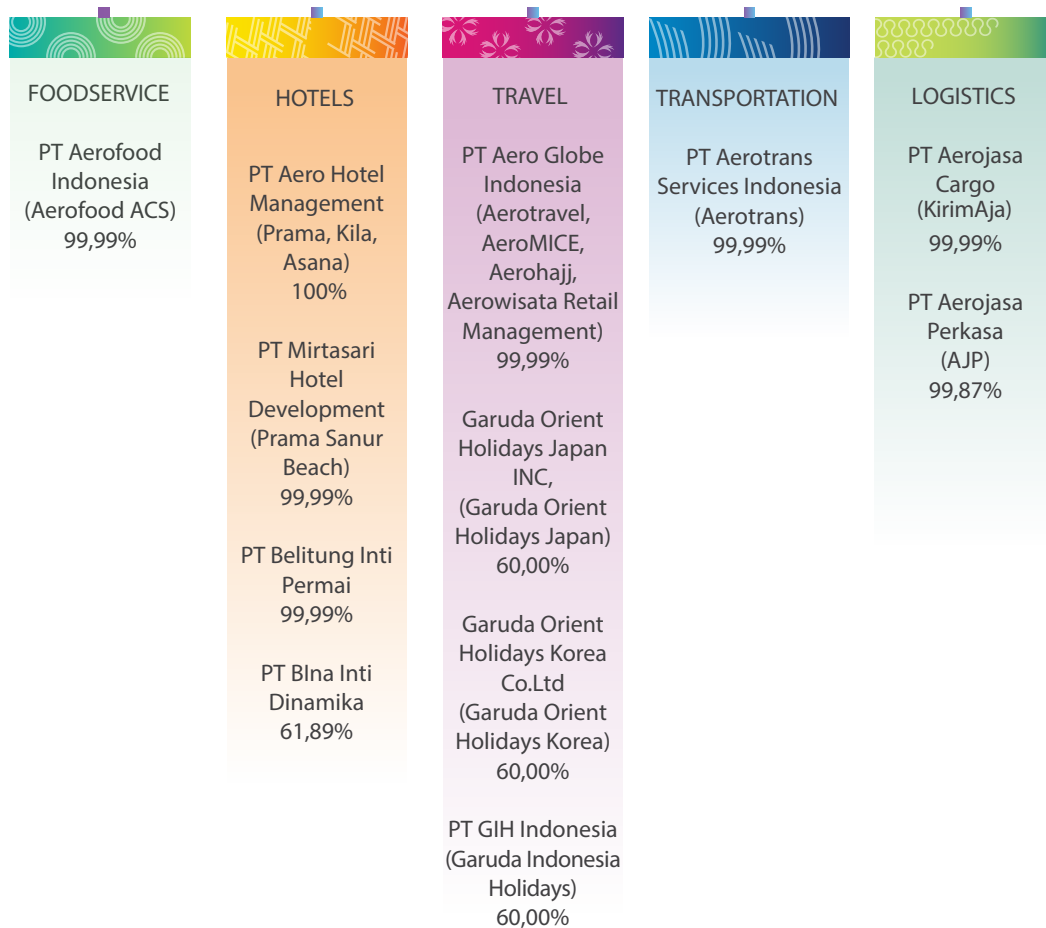 FOODSERVICE
PT Aerofood
Indonesia
(Aerofood ACS)
99,99%
HOTELS
PT Aero Hotel
Management
(Prama, Kila,
Asana)
100%
PT Mirtasari
Hotel
Development
(Prama Sanur
Beach)
99,99%
PT Belitung Inti
Permai
99,99%
PT BIna Inti
Dinamika
61,89%
TRAVEL
PT Aero Globe
Indonesia
(Aerotravel,
AeroMICE,
Aerohajj,
Aerowisata Retail
Management)
99,99%
Garuda Orient
Holidays Japan
INC,
(Garuda Orient
Holidays Japan)
60,00%
Garuda Orient
Holidays Korea
Co.Ltd
(Garuda Orient
Holidays Korea)
60,00%
PT GIH Indonesia
(Garuda Indonesia
Holidays)
60,00%
TRANSPORTATION
PT Aerotrans
Services Indonesia
(Aerotrans)
99,99%
LOGISTICS
PT Aerojasa
Cargo
(KirimAja)
99,99%
PT Aerojasa
Perkasa
(AJP)
99,87%